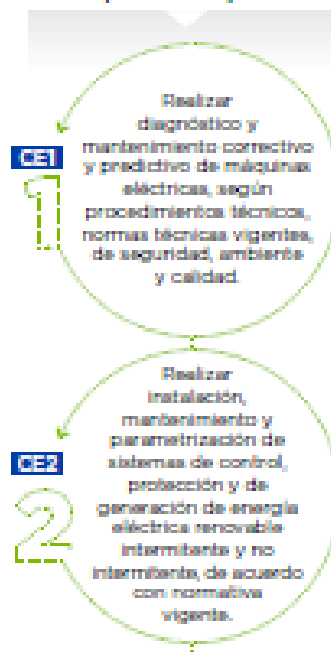 Realizar
diagnóstico y
mantenimiento correctivo
y predictivo de máquinas
eléctricas, según
procedimientos técnicos,
normas técnicas vigentes,
de seguridad, ambiente
y calidad.
CE1
1
Realizar
instalación,
mantenimiento y
parametrización de
sistemas de control,
protección y de
generación de energía
eléctrica renovable
intermitente y no
intermitente, de acuerdo
con normativa
vigente.
CE2
2